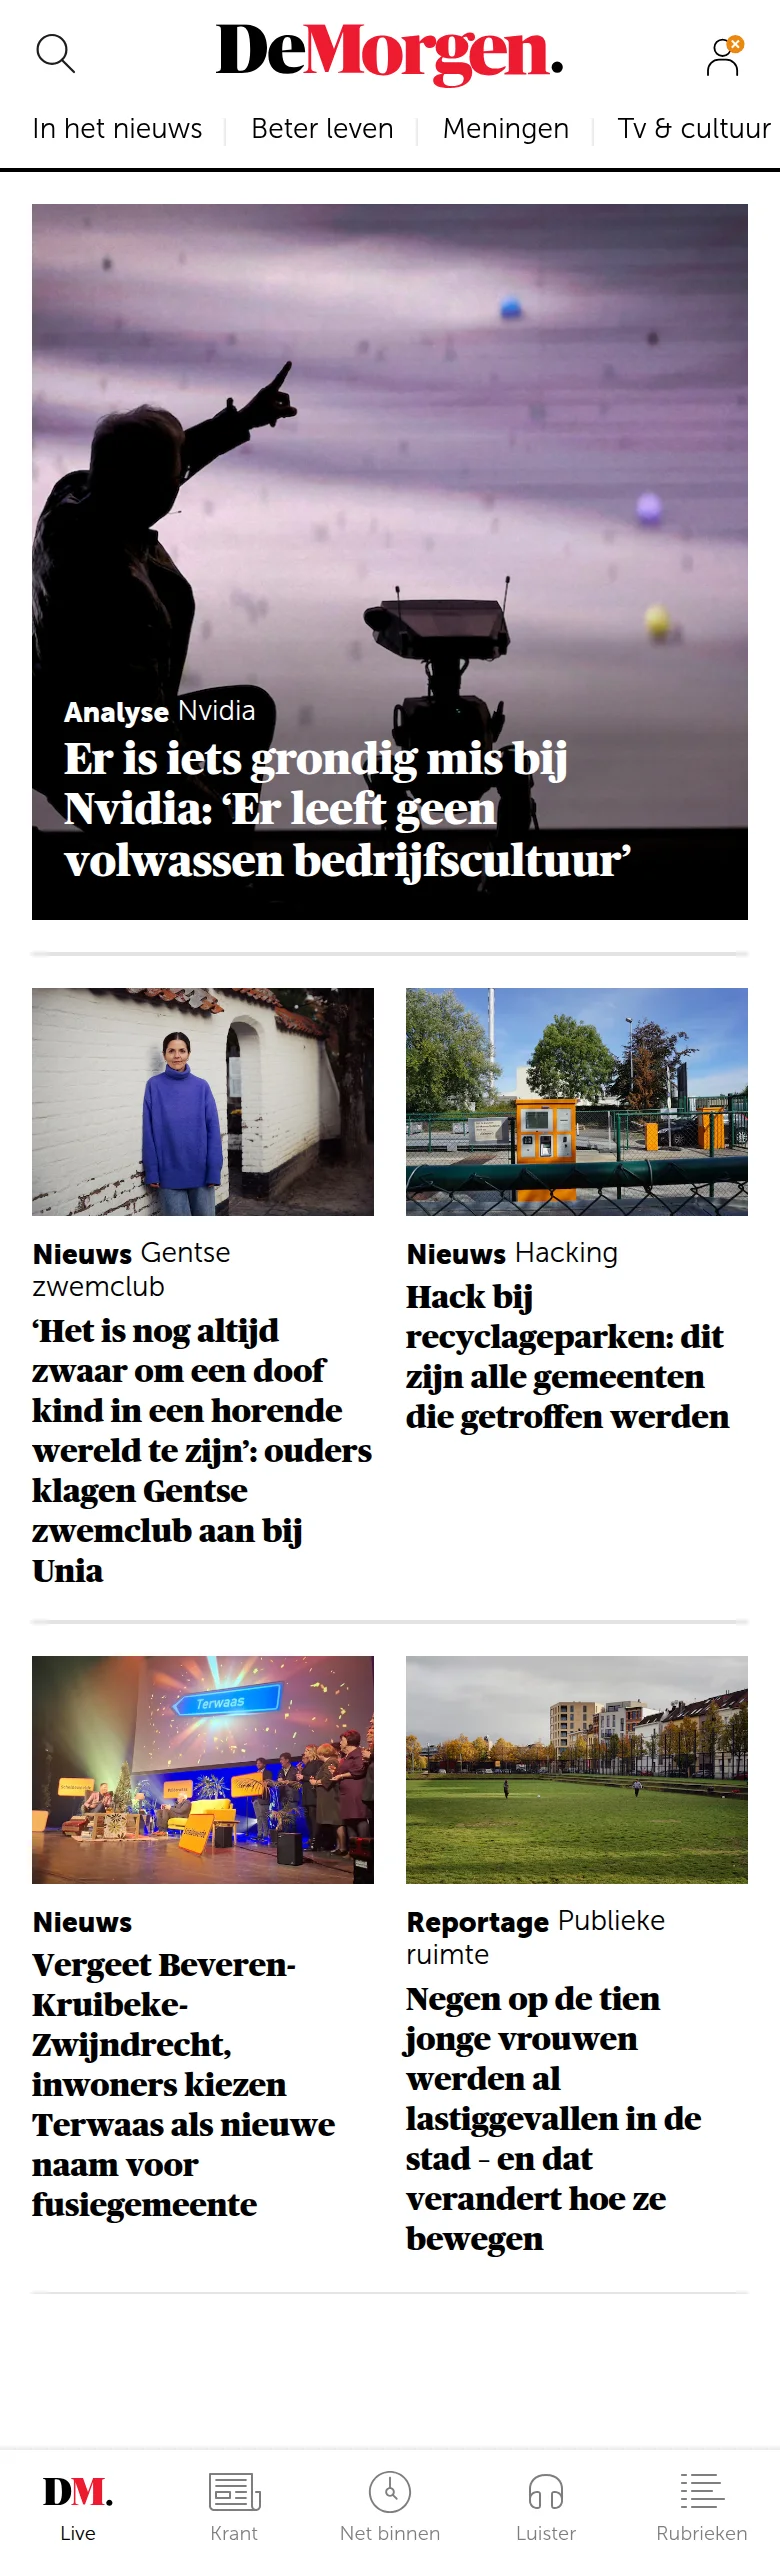 DeMorgen.
In het nieuws
Beter leven
Meningen
Tv & cultuur
Analyse Nvidia
Er is iets grondig mis bij
Nvidia: ‘Er leeft geen
volwassen bedrijfscultuur’
Nieuws Gentse
zwemclub
‘Het is nog altijd
zwaar om een doof
kind in een horende
wereld te zijn’: ouders
klagen Gentse
zwemclub aan bij
Unia
Nieuws Hacking
Hack bij
recyclageparken: dit
zijn alle gemeenten
die getroffen werden
Terwaas
Nieuws
Vergeet Beveren-
Kruibeke-
Zwijndrecht,
inwoners kiezen
Terwaas als nieuwe
naam voor
fusiegemeente
Reportage Publieke
ruimte
Negen op de tien
jonge vrouwen
werden al
lastiggevallen in de
stad – en dat
verandert hoe ze
bewegen
DM.
Live
Krant
Net binnen
Luister
Rubrieken